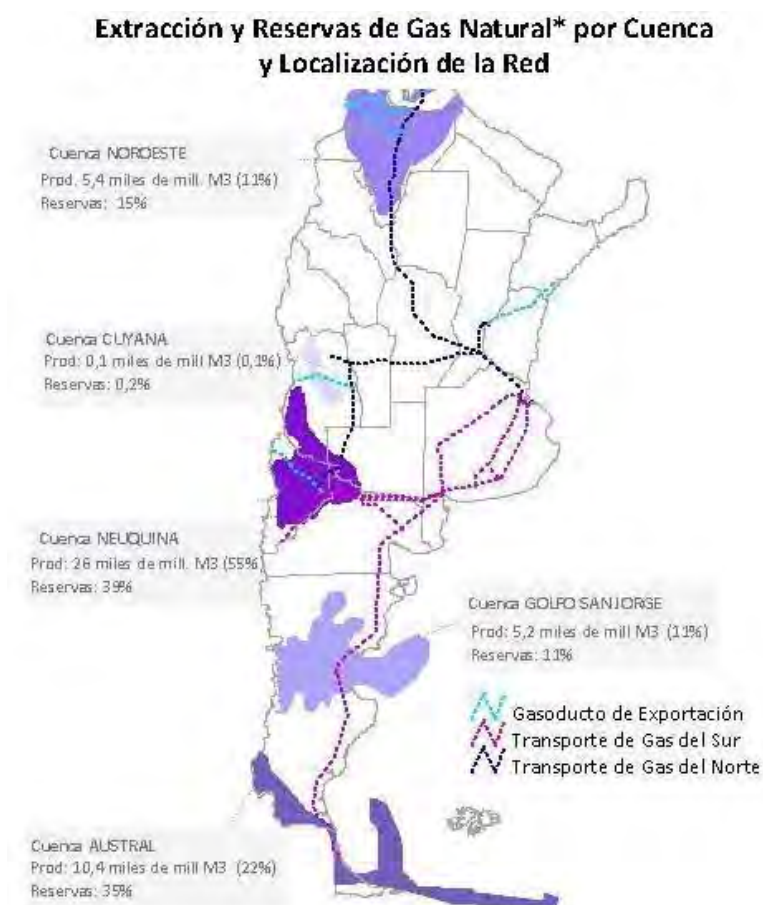 Extracción y Reservas de Gas Natural* por Cuenca
y Localización de la Red
Cuenca NOROESTE
Prod. 5,4 miles de mill. M3 (11%)
Reservas: 15%
Cuenca CUYANA
Prod: 0,1 miles de mill M3 (0,1%)
Reservas: 0,2%
Cuenca NEUQUINA
Prod: 26 miles de mill. M3 (55%)
Reservas: 39%
Cuenca GOLFO SAN JORGE
Prod: 5,2 miles de mill M3 (11%)
Reservas: 11%
Gasoducto de Exportación
Transporte de Gas del Sur
Transporte de Gas del Norte
Cuenca AUSTRAL
Prod: 10,4 miles de mill M3 (22%)
Reservas: 35%